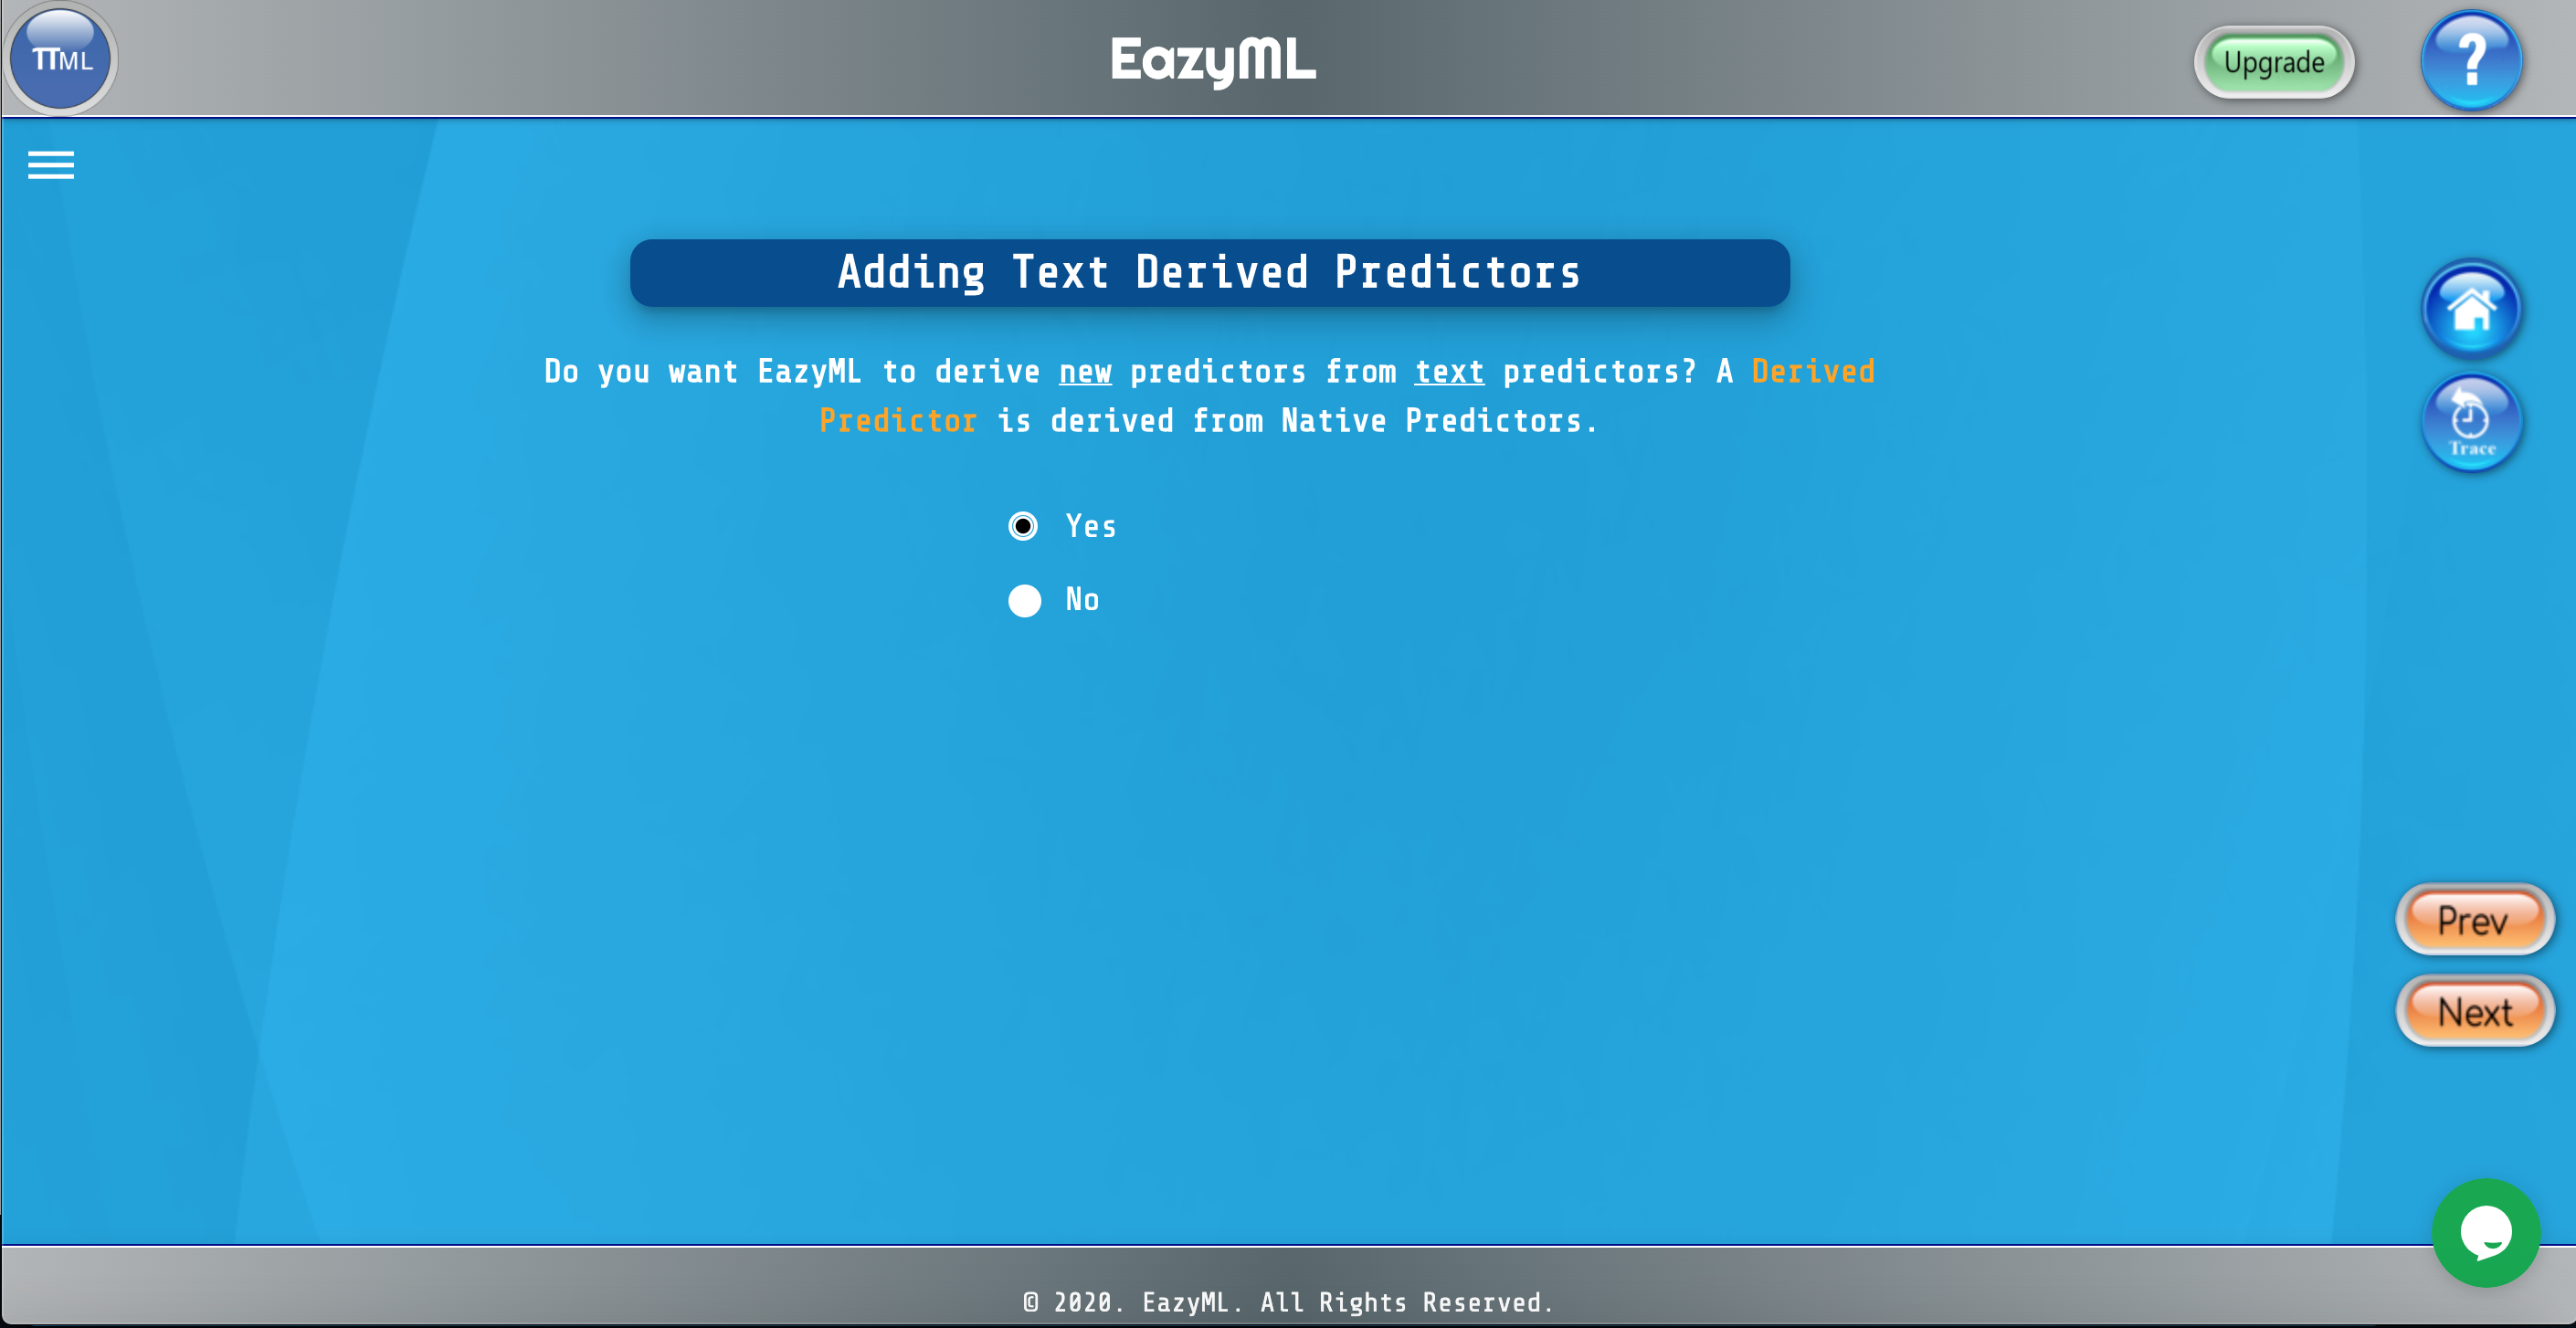 πML
EazyML
Upgrade
?
Adding Text Derived Predictors
Do you want EazyML to derive new predictors from text predictors? A Derived
Predictor is derived from Native Predictors.
Trace
Yes
No
Prev
Next
© 2020. EazyML. All Rights Reserved.